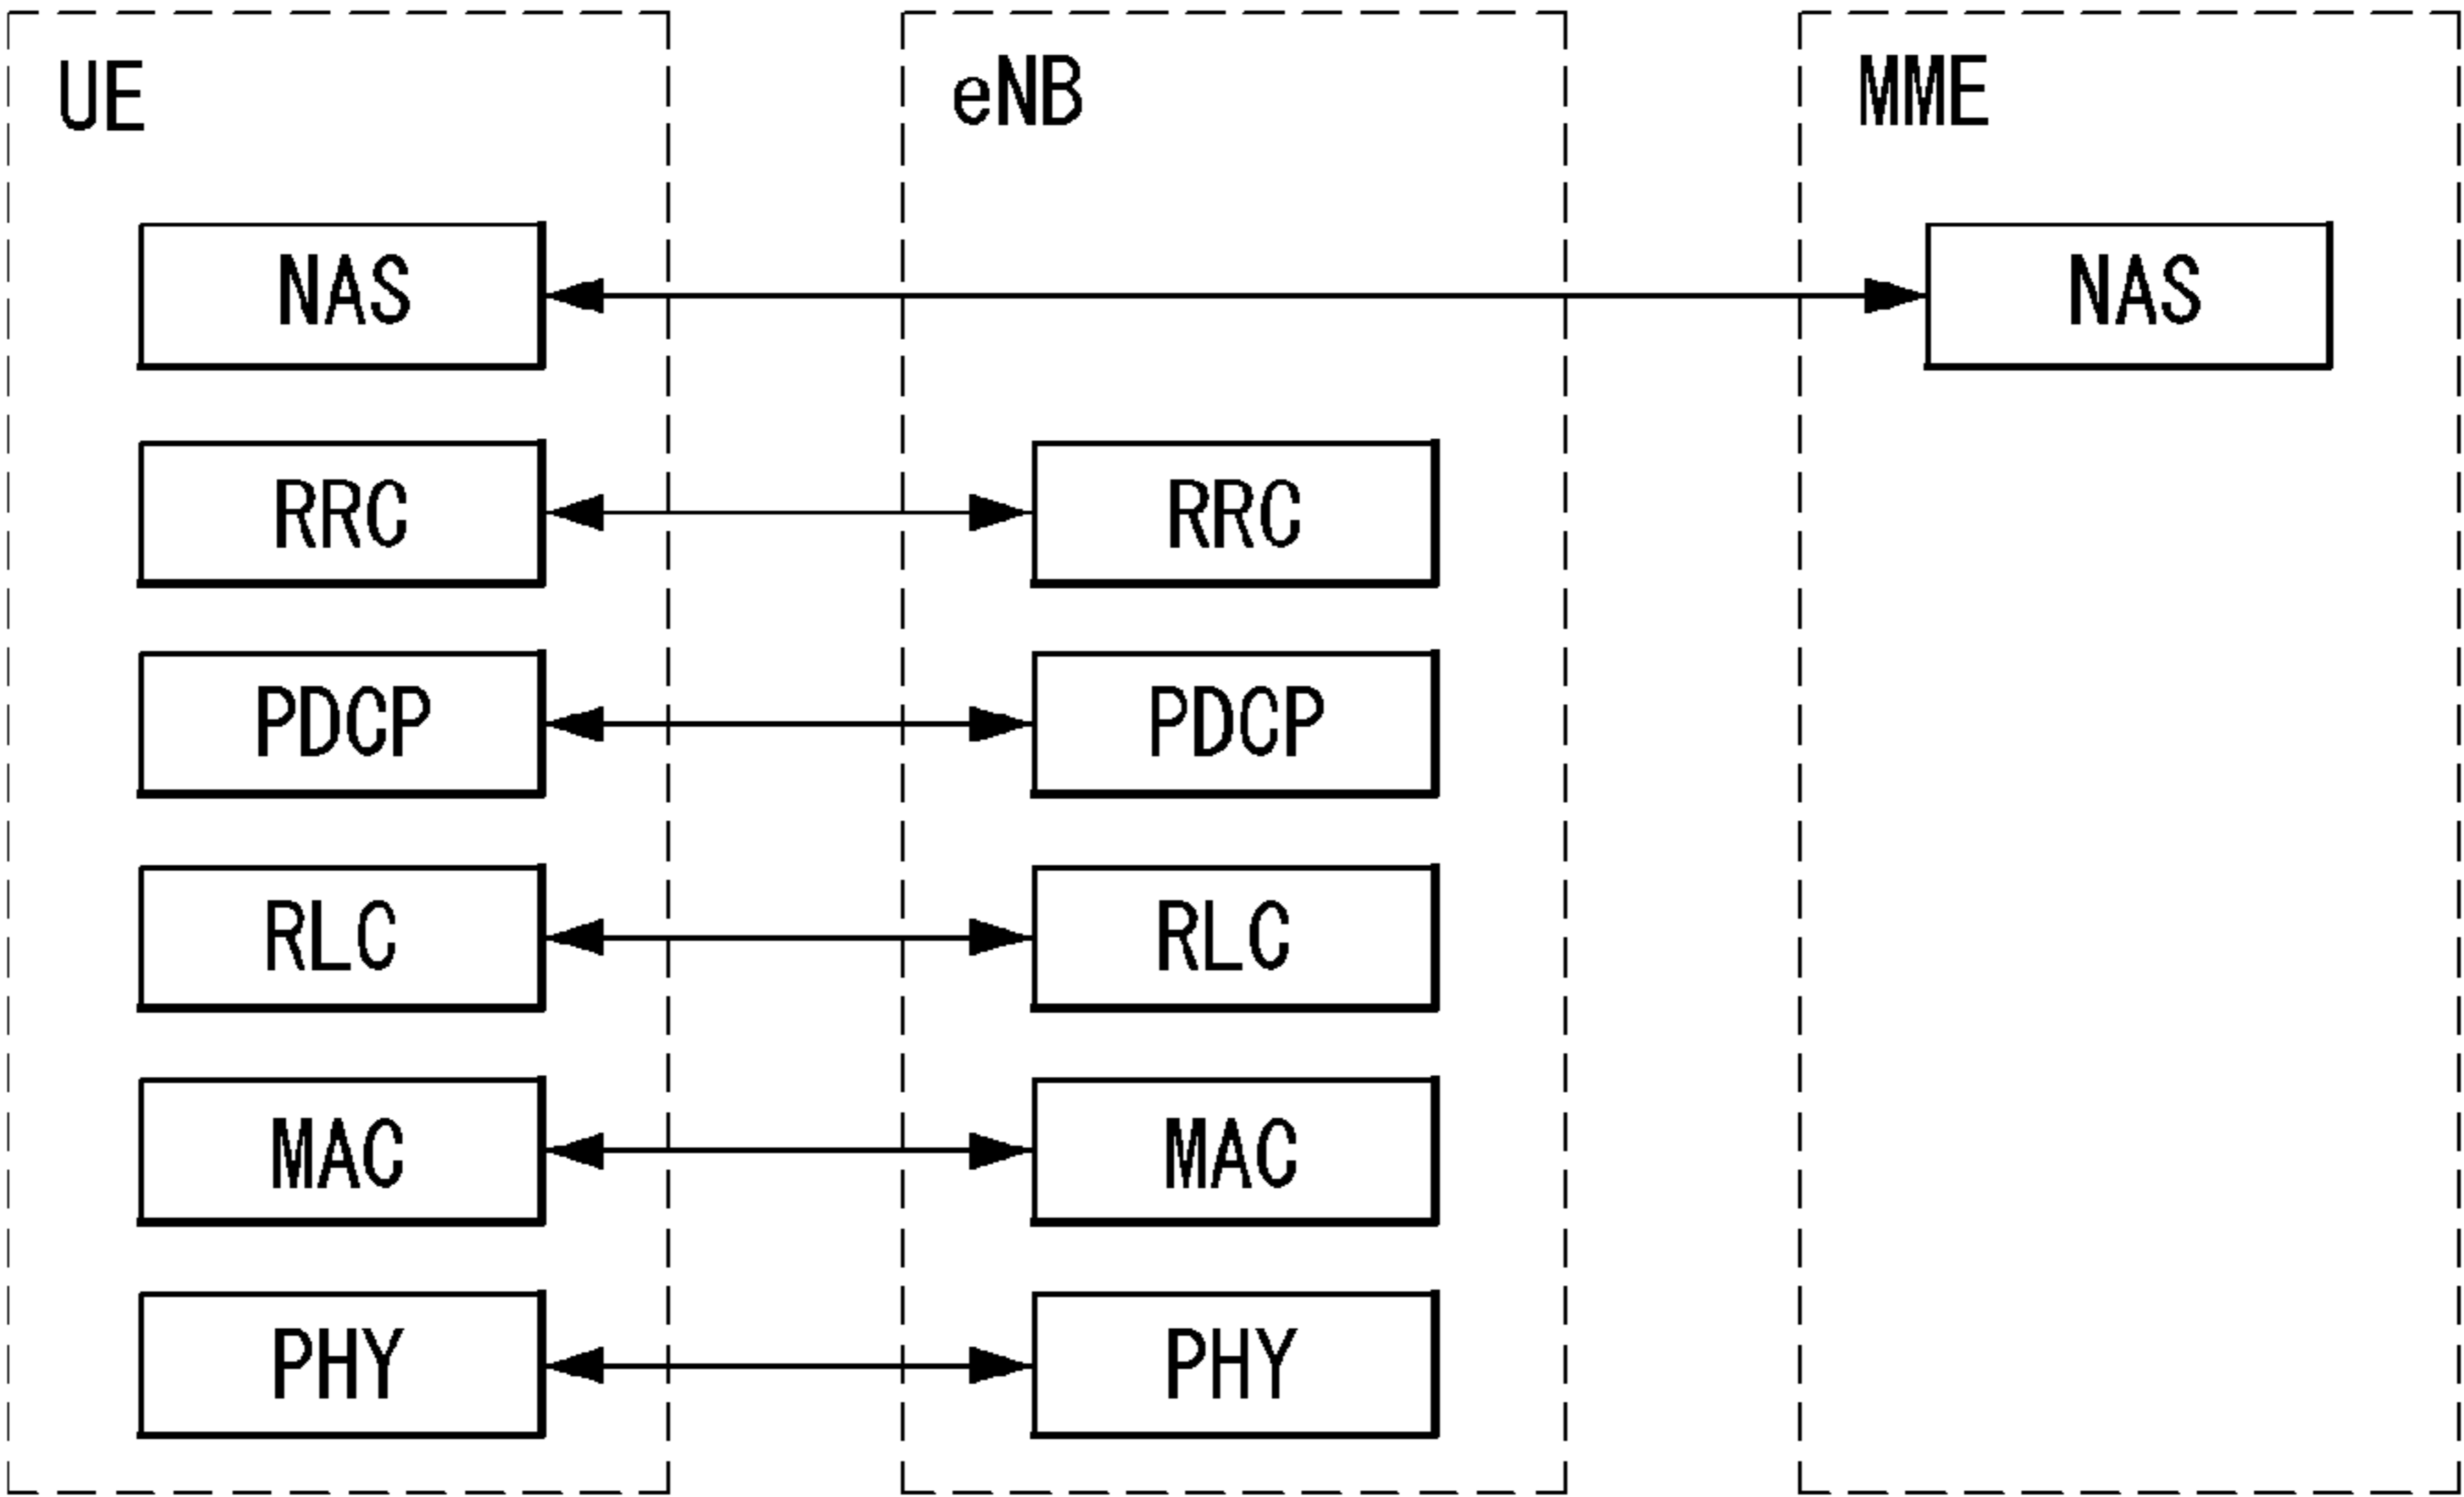 UE eNB MME
NAS NAS
RRC RRC
PDCP PDCP
RLC RLC
MAC MAC
PHY PHY